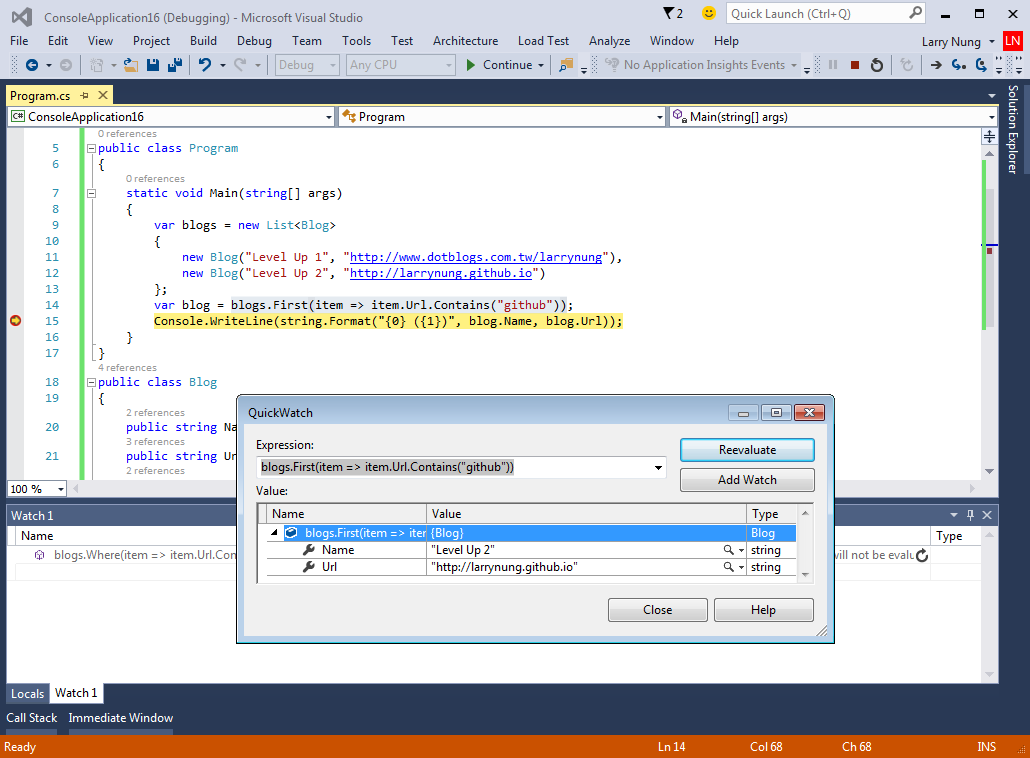 ConsoleApplication16 (Debugging) - Microsoft Visual Studio
2
Quick Launch (Ctrl+Q)
File Edit View Project Build Debug Team Tools Test Architecture Load Test Analyze Window Help
Larry Nung LN
Debug Any CPU Continue No Application Insights Events
Program.cs
C# ConsoleApplication16 Program Main(string[] args)
Solution Explorer
0 references
5 public class Program
6 {
0 references
7 static void Main(string[] args)
8 {
9 var blogs = new List<Blog>
10 {
11 new Blog("Level Up 1", "http://www.dotblogs.com.tw/larrynung"),
12 new Blog("Level Up 2", "http://larrynung.github.io")
13 };
14 var blog = blogs.First(item => item.Url.Contains("github"));
15 Console.WriteLine(string.Format("{0} ({1})", blog.Name, blog.Url));
16 }
17 }
4 references
18 public class Blog
19 {
2 references
20 public string Na
3 references
21 public string Ur
2 references
100 %
QuickWatch
Expression:
Reevaluate
blogs.First(item => item.Url.Contains("github"))
Add Watch
Value:
Name Value Type
blogs.First(item => iter {Blog} Blog
Name "Level Up 2" string
Url "http://larrynung.github.io" string
Close Help
Watch 1
Name Type
blogs.Where(item => item.Url.Con will not be evalu
Locals Watch 1
Call Stack Immediate Window
Ready Ln 14 Col 68 Ch 68 INS